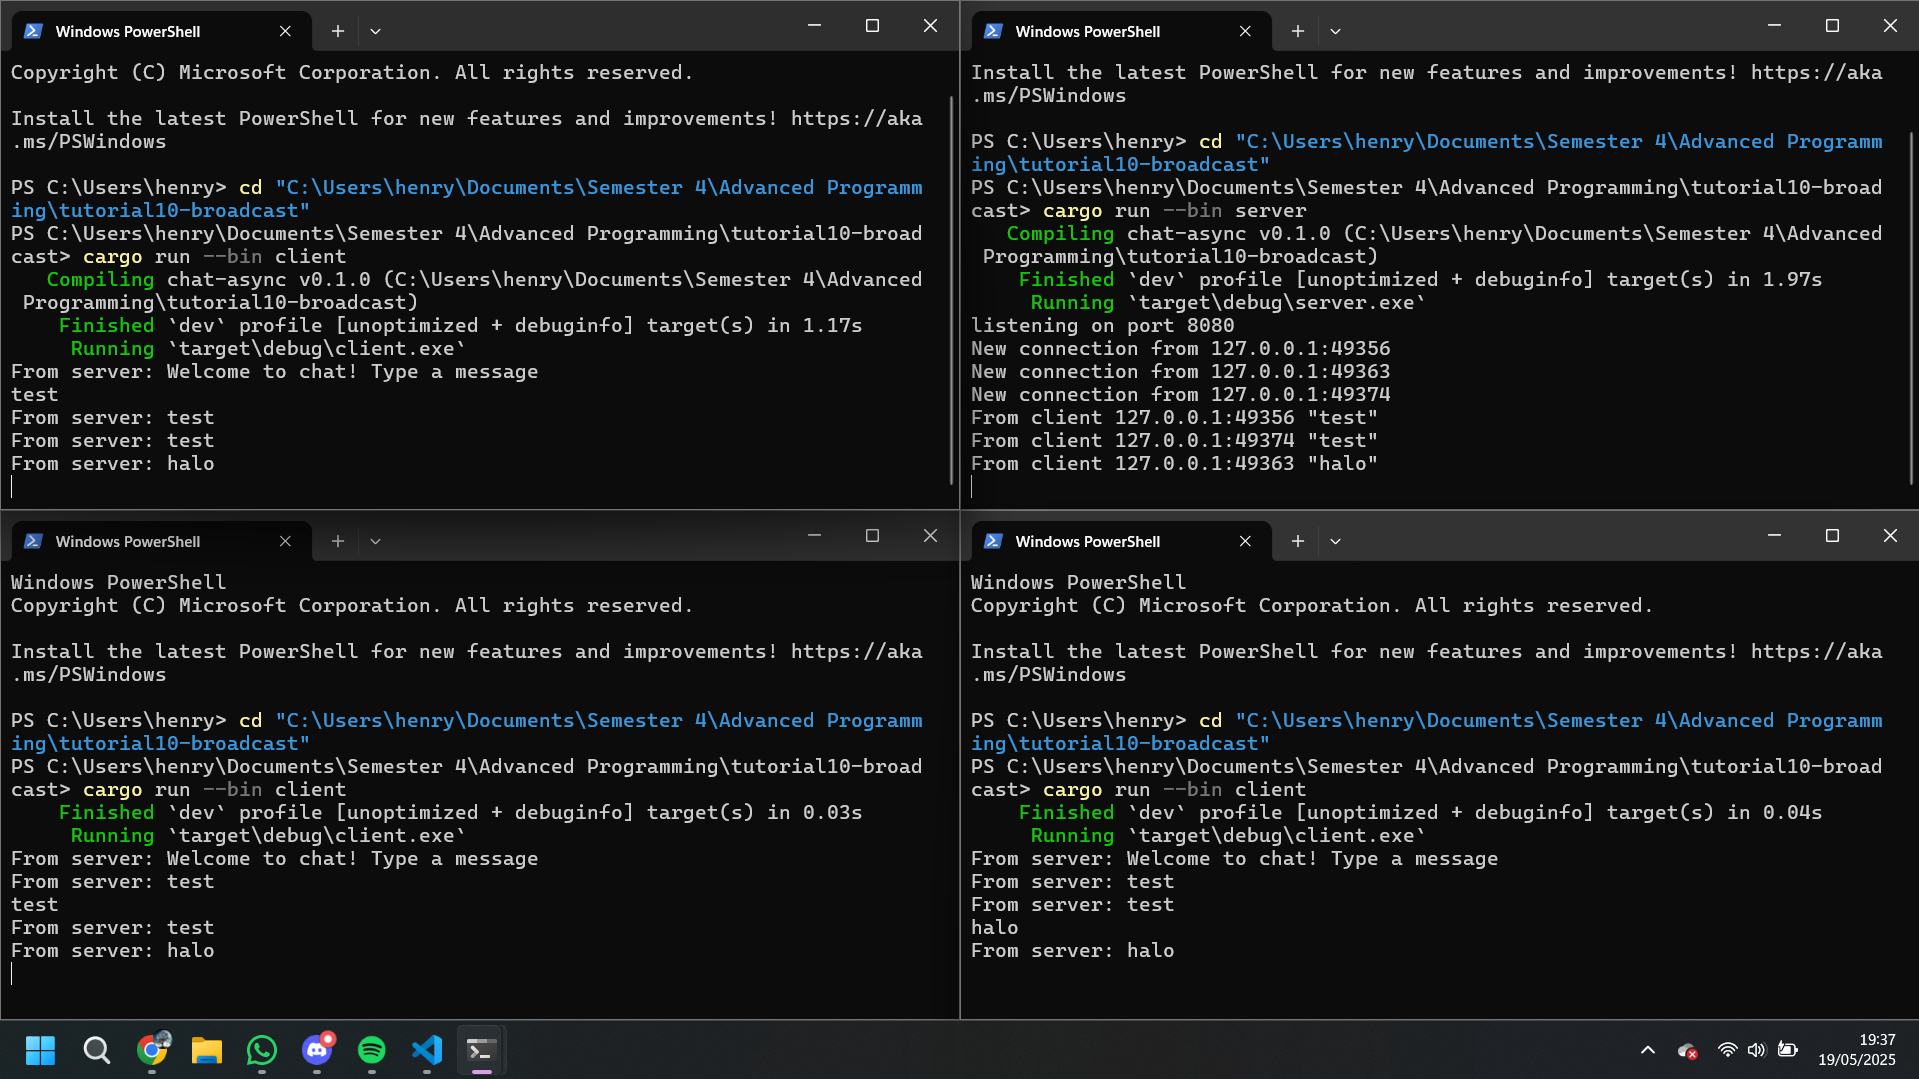 Windows PowerShell
Copyright (C) Microsoft Corporation. All rights reserved.
Install the latest PowerShell for new features and improvements! https://aka
.ms/PSWindows
PS C:\Users\henry> cd "C:\Users\henry\Documents\Semester 4\Advanced Programm
ing\tutorial10-broadcast"
PS C:\Users\henry\Documents\Semester 4\Advanced Programming\tutorial10-broad
cast> cargo run --bin client
   Compiling chat-async v0.1.0 (C:\Users\henry\Documents\Semester 4\Advanced
 Programming\tutorial10-broadcast)
    Finished `dev` profile [unoptimized + debuginfo] target(s) in 1.17s
     Running `target\debug\client.exe`
From server: Welcome to chat! Type a message
test
From server: test
From server: test
From server: halo
Windows PowerShell
Install the latest PowerShell for new features and improvements! https://aka
.ms/PSWindows
PS C:\Users\henry> cd "C:\Users\henry\Documents\Semester 4\Advanced Programm
ing\tutorial10-broadcast"
PS C:\Users\henry\Documents\Semester 4\Advanced Programming\tutorial10-broad
cast> cargo run --bin server
   Compiling chat-async v0.1.0 (C:\Users\henry\Documents\Semester 4\Advanced
 Programming\tutorial10-broadcast)
    Finished `dev` profile [unoptimized + debuginfo] target(s) in 1.97s
     Running `target\debug\server.exe`
listening on port 8080
New connection from 127.0.0.1:49356
New connection from 127.0.0.1:49363
New connection from 127.0.0.1:49374
From client 127.0.0.1:49356 "test"
From client 127.0.0.1:49374 "test"
From client 127.0.0.1:49363 "halo"
Windows PowerShell
Windows PowerShell
Copyright (C) Microsoft Corporation. All rights reserved.
Install the latest PowerShell for new features and improvements! https://aka
.ms/PSWindows
PS C:\Users\henry> cd "C:\Users\henry\Documents\Semester 4\Advanced Programm
ing\tutorial10-broadcast"
PS C:\Users\henry\Documents\Semester 4\Advanced Programming\tutorial10-broad
cast> cargo run --bin client
    Finished `dev` profile [unoptimized + debuginfo] target(s) in 0.03s
     Running `target\debug\client.exe`
From server: Welcome to chat! Type a message
From server: test
test
From server: test
From server: halo
Windows PowerShell
Windows PowerShell
Copyright (C) Microsoft Corporation. All rights reserved.
Install the latest PowerShell for new features and improvements! https://aka
.ms/PSWindows
PS C:\Users\henry> cd "C:\Users\henry\Documents\Semester 4\Advanced Programm
ing\tutorial10-broadcast"
PS C:\Users\henry\Documents\Semester 4\Advanced Programming\tutorial10-broad
cast> cargo run --bin client
    Finished `dev` profile [unoptimized + debuginfo] target(s) in 0.04s
     Running `target\debug\client.exe`
From server: Welcome to chat! Type a message
From server: test
From server: test
halo
From server: halo
19:37
19/05/2025